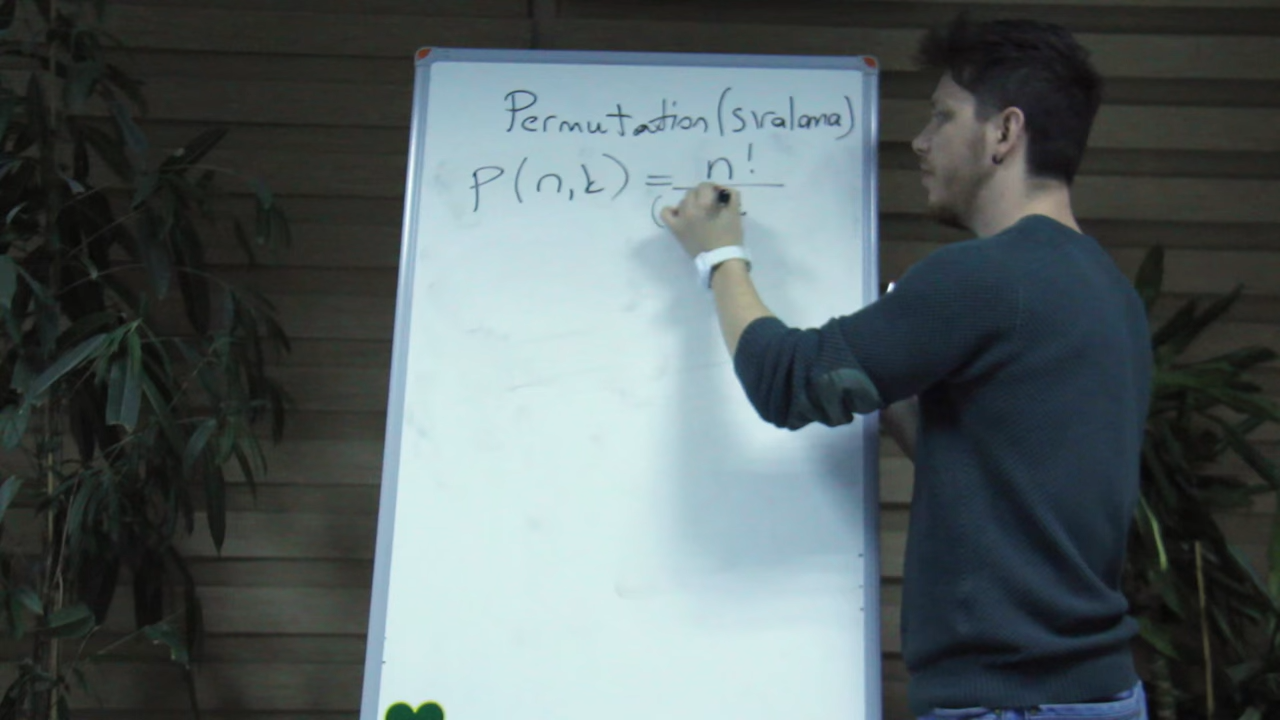 Permutation (sıralama)
P(n,k) = n!
(